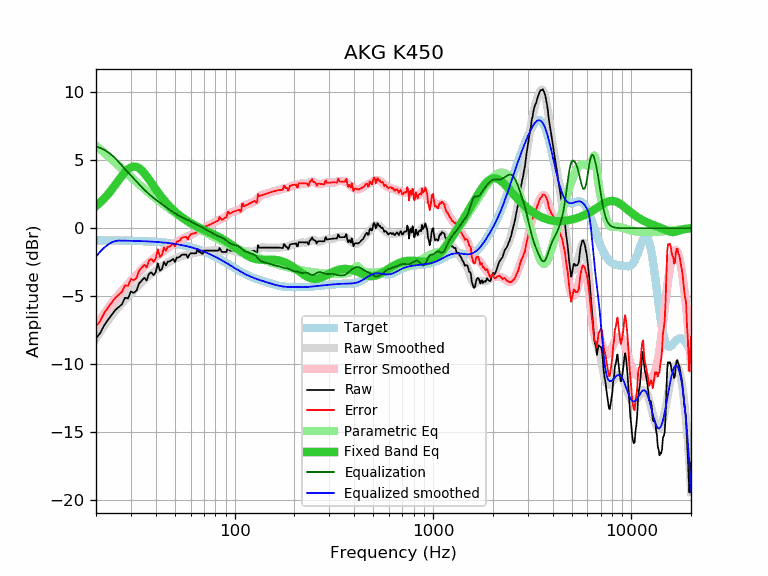 AKG K450
Amplitude (dBr)
10
5
0
−5
−10
−15
−20
Target
Raw Smoothed
Error Smoothed
Raw
Error
Parametric Eq
Fixed Band Eq
Equalization
Equalized smoothed
100
1000
10000
Frequency (Hz)